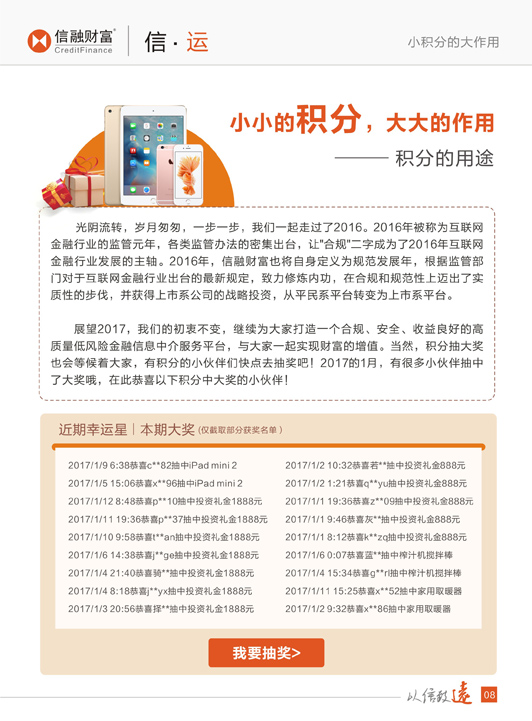 信融财富®
CreditFinance
信·运
小积分的大作用
小小的积分，大大的作用
—— 积分的用途
光阴流转，岁月匆匆，一步一步，我们一起走过了2016。2016年被称为互联网
金融行业的监管元年，各类监管办法的密集出台，让"合规"二字成为了2016年互联网
金融行业发展的主轴。2016年，信融财富也将自身定义为规范发展年，根据监管部
门对于互联网金融行业出台的最新规定，致力修炼内功，在合规和规范性上迈出了实
质性的步伐，并获得上市系公司的战略投资，从平民系平台转变为上市系平台。
展望2017，我们的初衷不变，继续为大家打造一个合规、安全、收益良好的高
质量低风险金融信息中介服务平台，与大家一起实现财富的增值。当然，积分抽大奖
也会等候着大家，有积分的小伙伴们快点去抽奖吧！2017的1月，有很多小伙伴抽中
了大奖哦，在此恭喜以下积分中大奖的小伙伴！
近期幸运星｜本期大奖（仅截取部分获奖名单）
2017/1/9 6:38恭喜c**82抽中iPad mini 2
2017/1/5 15:06恭喜x**96抽中iPad mini 2
2017/1/12 8:48恭喜p**10抽中投资礼金1888元
2017/1/11 19:36恭喜p**37抽中投资礼金1888元
2017/1/10 9:58恭喜t**an抽中投资礼金1888元
2017/1/6 14:38恭喜j**ge抽中投资礼金1888元
2017/1/4 21:40恭喜骑**抽中投资礼金1888元
2017/1/4 8:18恭喜j**yx抽中投资礼金1888元
2017/1/3 20:56恭喜择**抽中投资礼金1888元
2017/1/2 10:32恭喜若**抽中投资礼金888元
2017/1/2 1:21恭喜q**yu抽中投资礼金888元
2017/1/1 19:36恭喜z**09抽中投资礼金888元
2017/1/1 9:46恭喜灰**抽中投资礼金888元
2017/1/1 8:12恭喜k**zq抽中投资礼金888元
2017/1/6 0:07恭喜蓝**抽中榨汁机搅拌棒
2017/1/4 15:34恭喜g**rl抽中榨汁机搅拌棒
2017/1/11 15:25恭喜x**52抽中家用取暖器
2017/1/2 9:32恭喜x**86抽中家用取暖器
我要抽奖>
以信致远
08